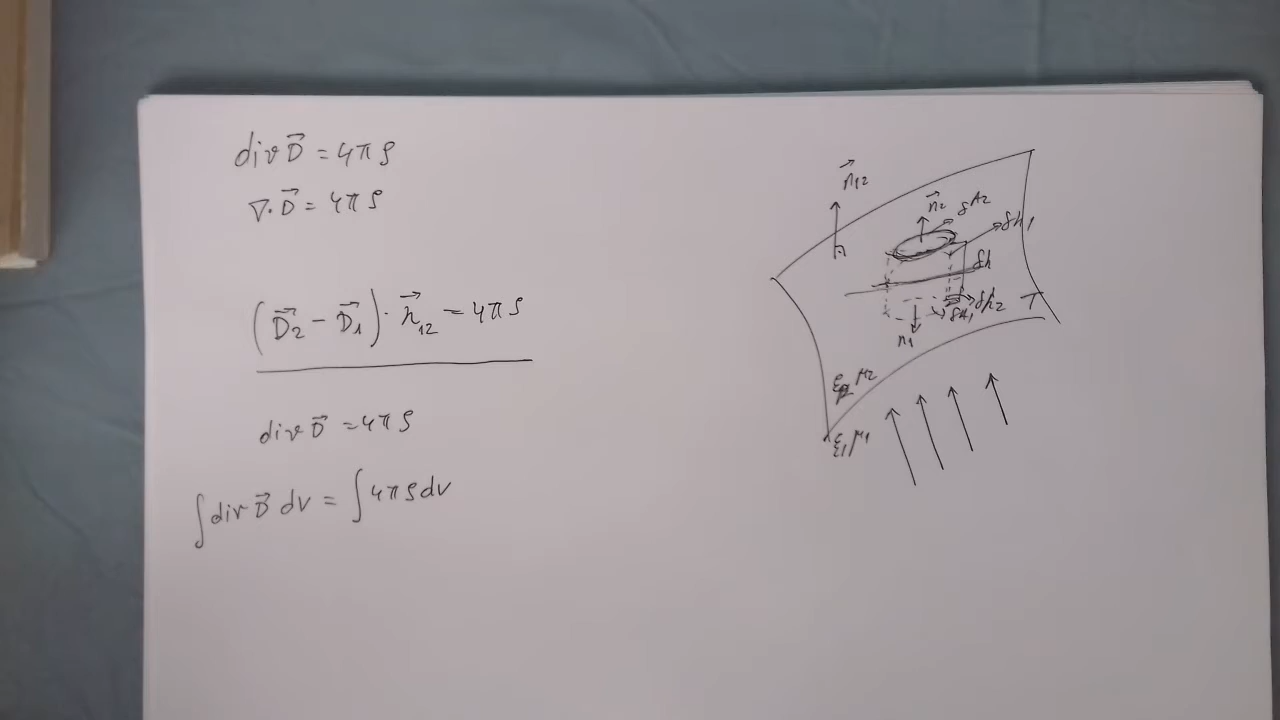 div D⃗ = 4πρ
∇·D⃗ = 4πρ
(D⃗₂ − D⃗₁)·n⃗₁₂ = 4πρ
div D⃗ = 4πρ
∫div D⃗ dv = ∫4πρdv
n⃗₁₂
n⃗₂
δA₂
δh₁
δh
δh₂
δA₁
n₁
T
ε₂ μ₂
ε₁ μ₁